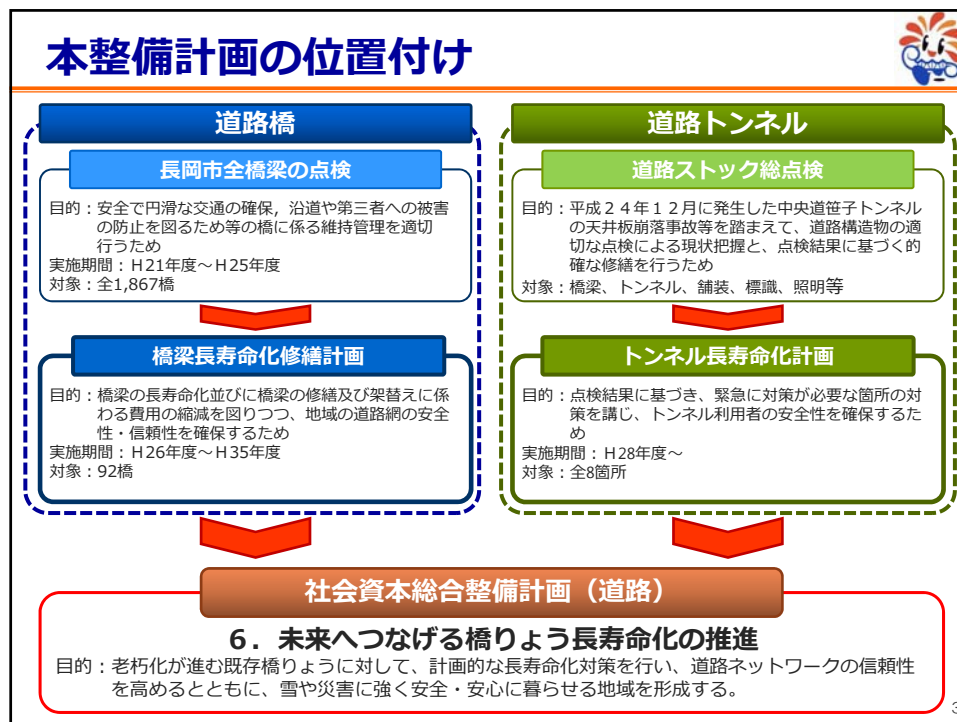 本整備計画の位置付け
道路橋
長岡市全橋梁の点検
目的：安全で円滑な交通の確保，沿道や第三者への被害
の防止を図るため等の橋に係る維持管理を適切
行うため
実施期間：Ｈ21年度～Ｈ25年度
対象：全1,867橋
橋梁長寿命化修繕計画
目的：橋梁の長寿命化並びに橋梁の修繕及び架替えに係
わる費用の縮減を図りつつ、地域の道路網の安全
性・信頼性を確保するため
実施期間：Ｈ26年度～Ｈ35年度
対象：92橋
道路トンネル
道路ストック総点検
目的：平成２４年１２月に発生した中央道笹子トンネル
の天井板崩落事故等を踏まえて、道路構造物の適
切な点検による現状把握と、点検結果に基づく的
確な修繕を行うため
対象：橋梁、トンネル、舗装、標識、照明等
トンネル長寿命化計画
目的：点検結果に基づき、緊急に対策が必要な箇所の対
策を講じ、トンネル利用者の安全性を確保するた
め
実施期間：Ｈ28年度～
対象：全8箇所
社会資本総合整備計画（道路）
６．未来へつなげる橋りょう長寿命化の推進
目的：老朽化が進む既存橋りょうに対して、計画的な長寿命化対策を行い、道路ネットワークの信頼性
を高めるとともに、雪や災害に強く安全・安心に暮らせる地域を形成する。
3